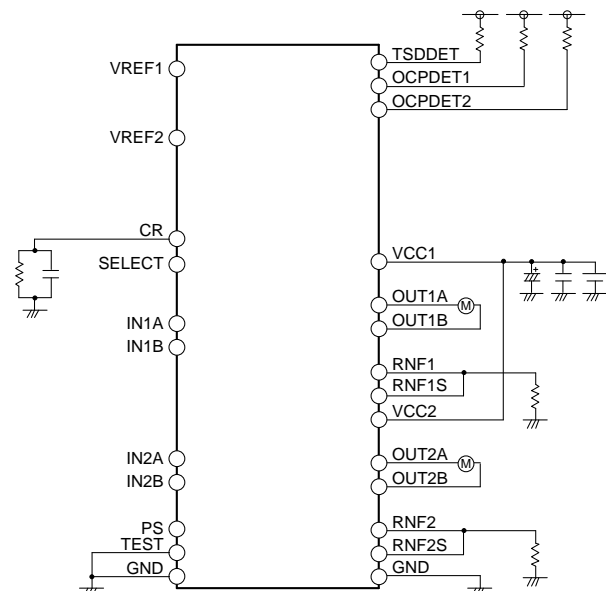 VREF1
VREF2
CR
SELECT
IN1A
IN1B
IN2A
IN2B
PS
TEST
GND
TSDDET
OCPDET1
OCPDET2
VCC1
+
OUT1A
M
OUT1B
RNF1
RNF1S
VCC2
OUT2A
M
OUT2B
RNF2
RNF2S
GND